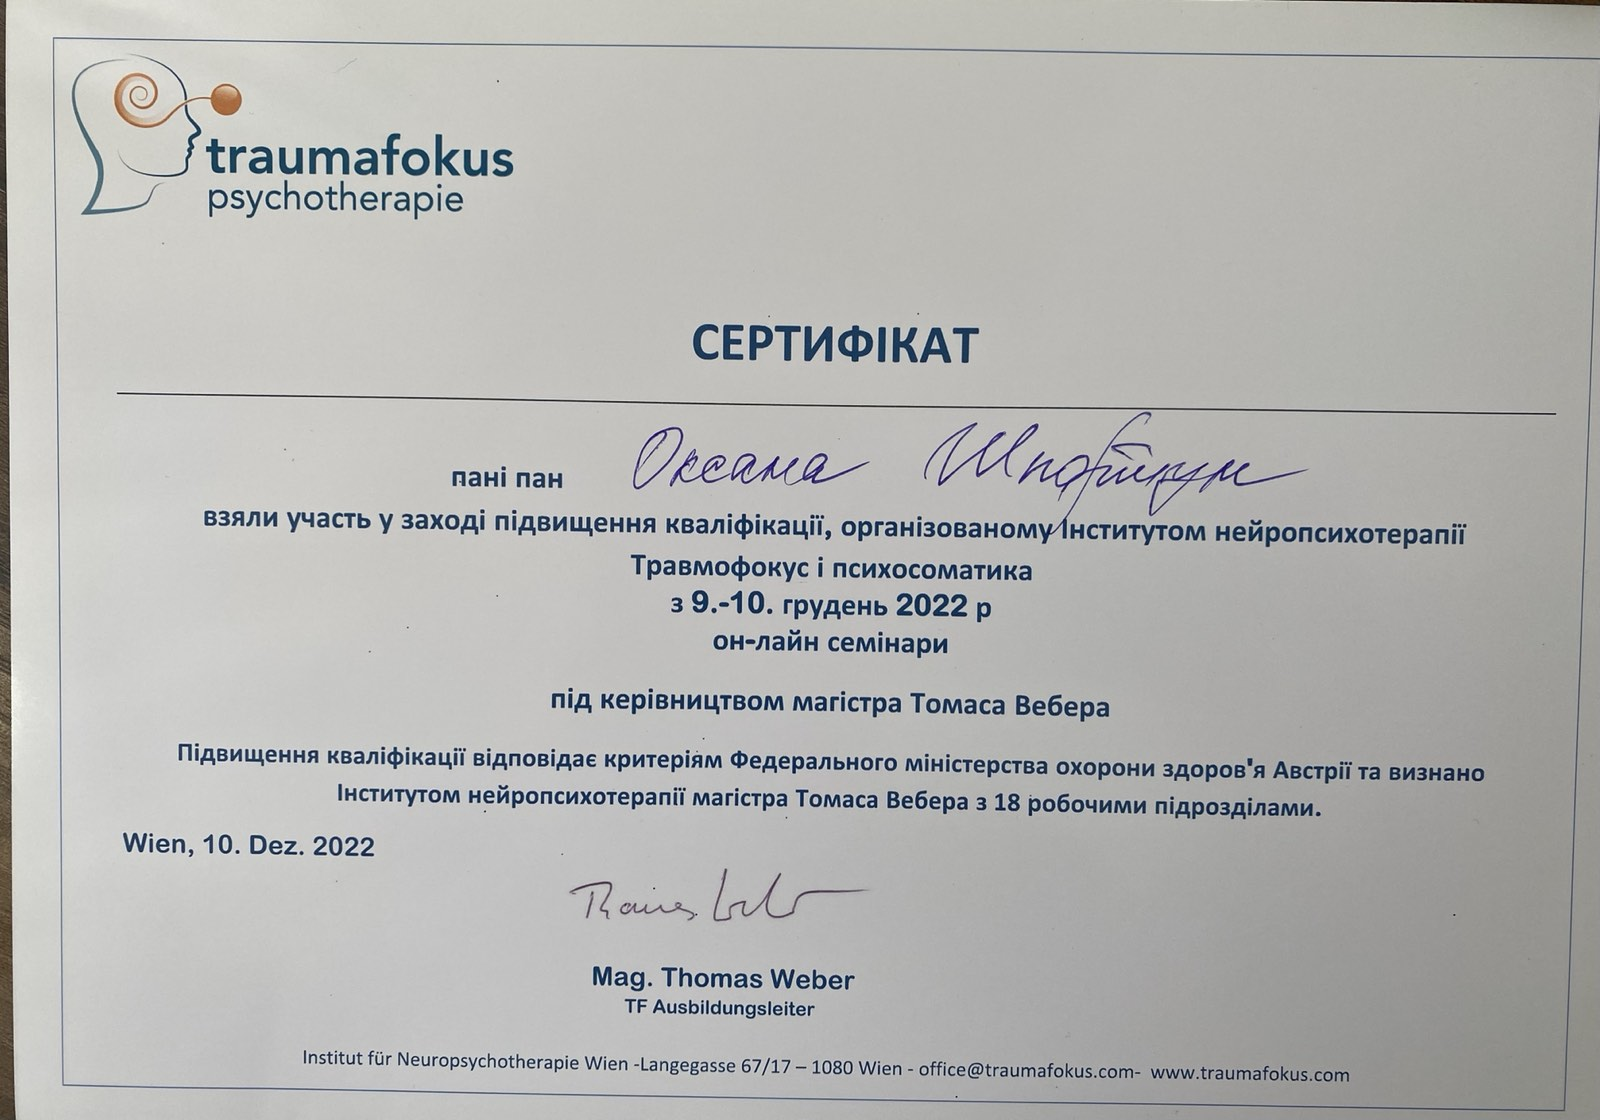 traumafokus
psychotherapie
СЕРТИФІКАТ
пані пан Оксана
взяли участь у заході підвищення кваліфікації, організованому Інститутом нейропсихотерапії
Травмофокус і психосоматика
з 9.-10. грудень 2022 р
он-лайн семінари
під керівництвом магістра Томаса Вебера
Підвищення кваліфікації відповідає критеріям Федерального міністерства охорони здоров'я Австрії та визнано
Інститутом нейропсихотерапії магістра Томаса Вебера з 18 робочими підрозділами.
Wien, 10. Dez. 2022
Mag. Thomas Weber
TF Ausbildungsleiter
Institut für Neuropsychotherapie Wien -Langegasse 67/17 – 1080 Wien - office@traumafokus.com- www.traumafokus.com